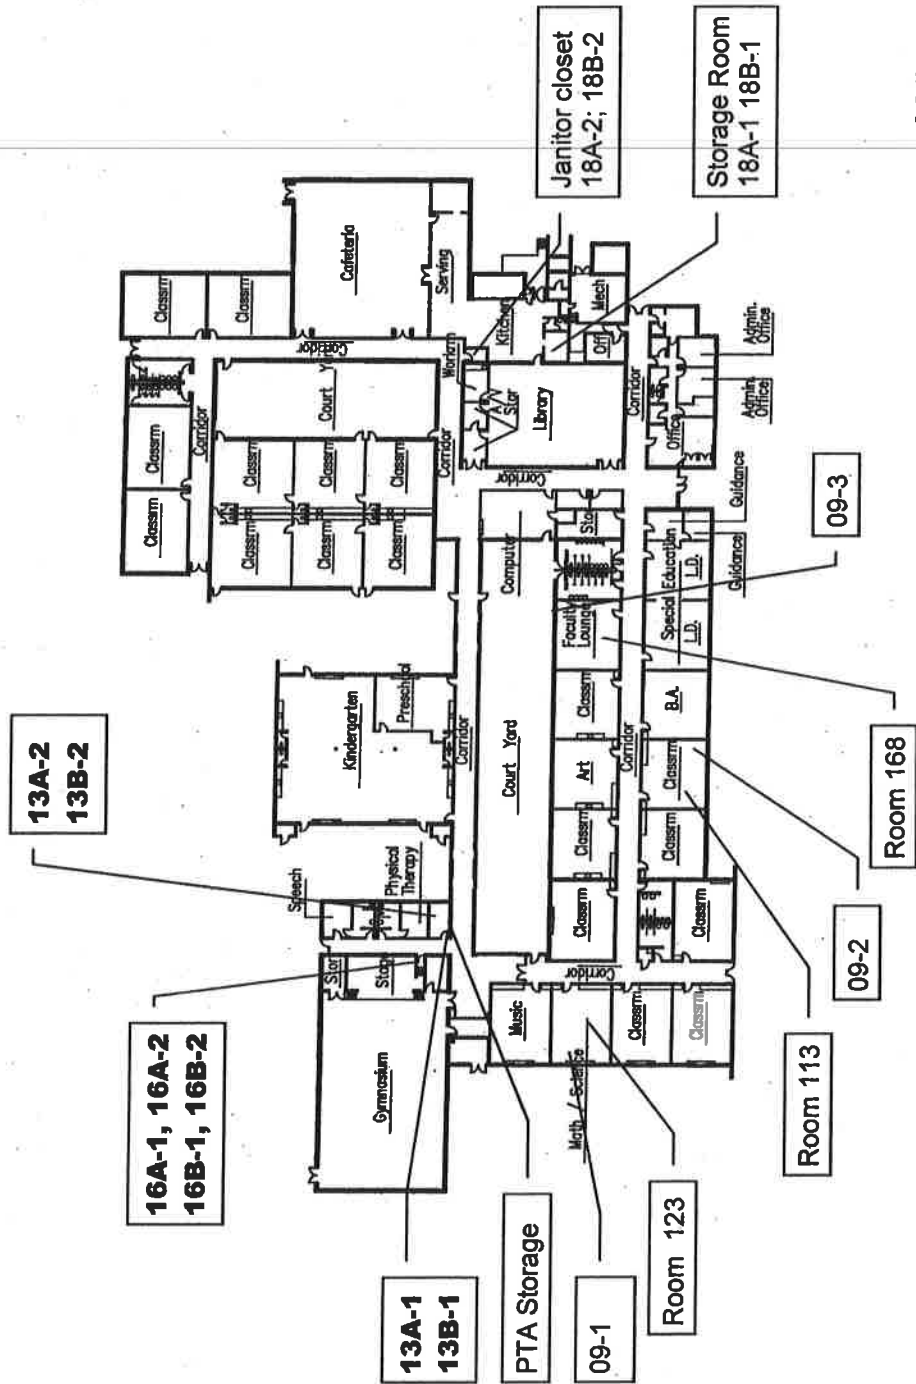 13A-2
13B-2
16A-1, 16A-2
16B-1, 16B-2
13A-1
13B-1
PTA Storage
09-1
Room 123
Room 113
09-2
Room 168
09-3
Janitor closet
18A-2; 18B-2
Storage Room
18A-1 18B-1
Classrm
Classrm
Cafeteria
Serving
Corridor
Classrm
Classrm
Corridor
Court Yard
Classrm
Classrm
Classrm
Classrm
Classrm
Classrm
Corridor
Workrm
Kitchen
Mech
Off
Stor
Library
Corridor
Corridor
Office
Admin.
Office
Admin.
Office
Guidance
Guidance
Special Education
L.D.
L.D.
Computer
Faculty
Lounge
Kindergarten
Preschool
Corridor
Court Yard
Classrm
Art
Classrm
Classrm
Corridor
B.A.
Classrm
Classrm
Classrm
Speech
Physical
Therapy
Stor
Stage
Gymnasium
Corridor
Music
Math / Science
Classrm
Classrm